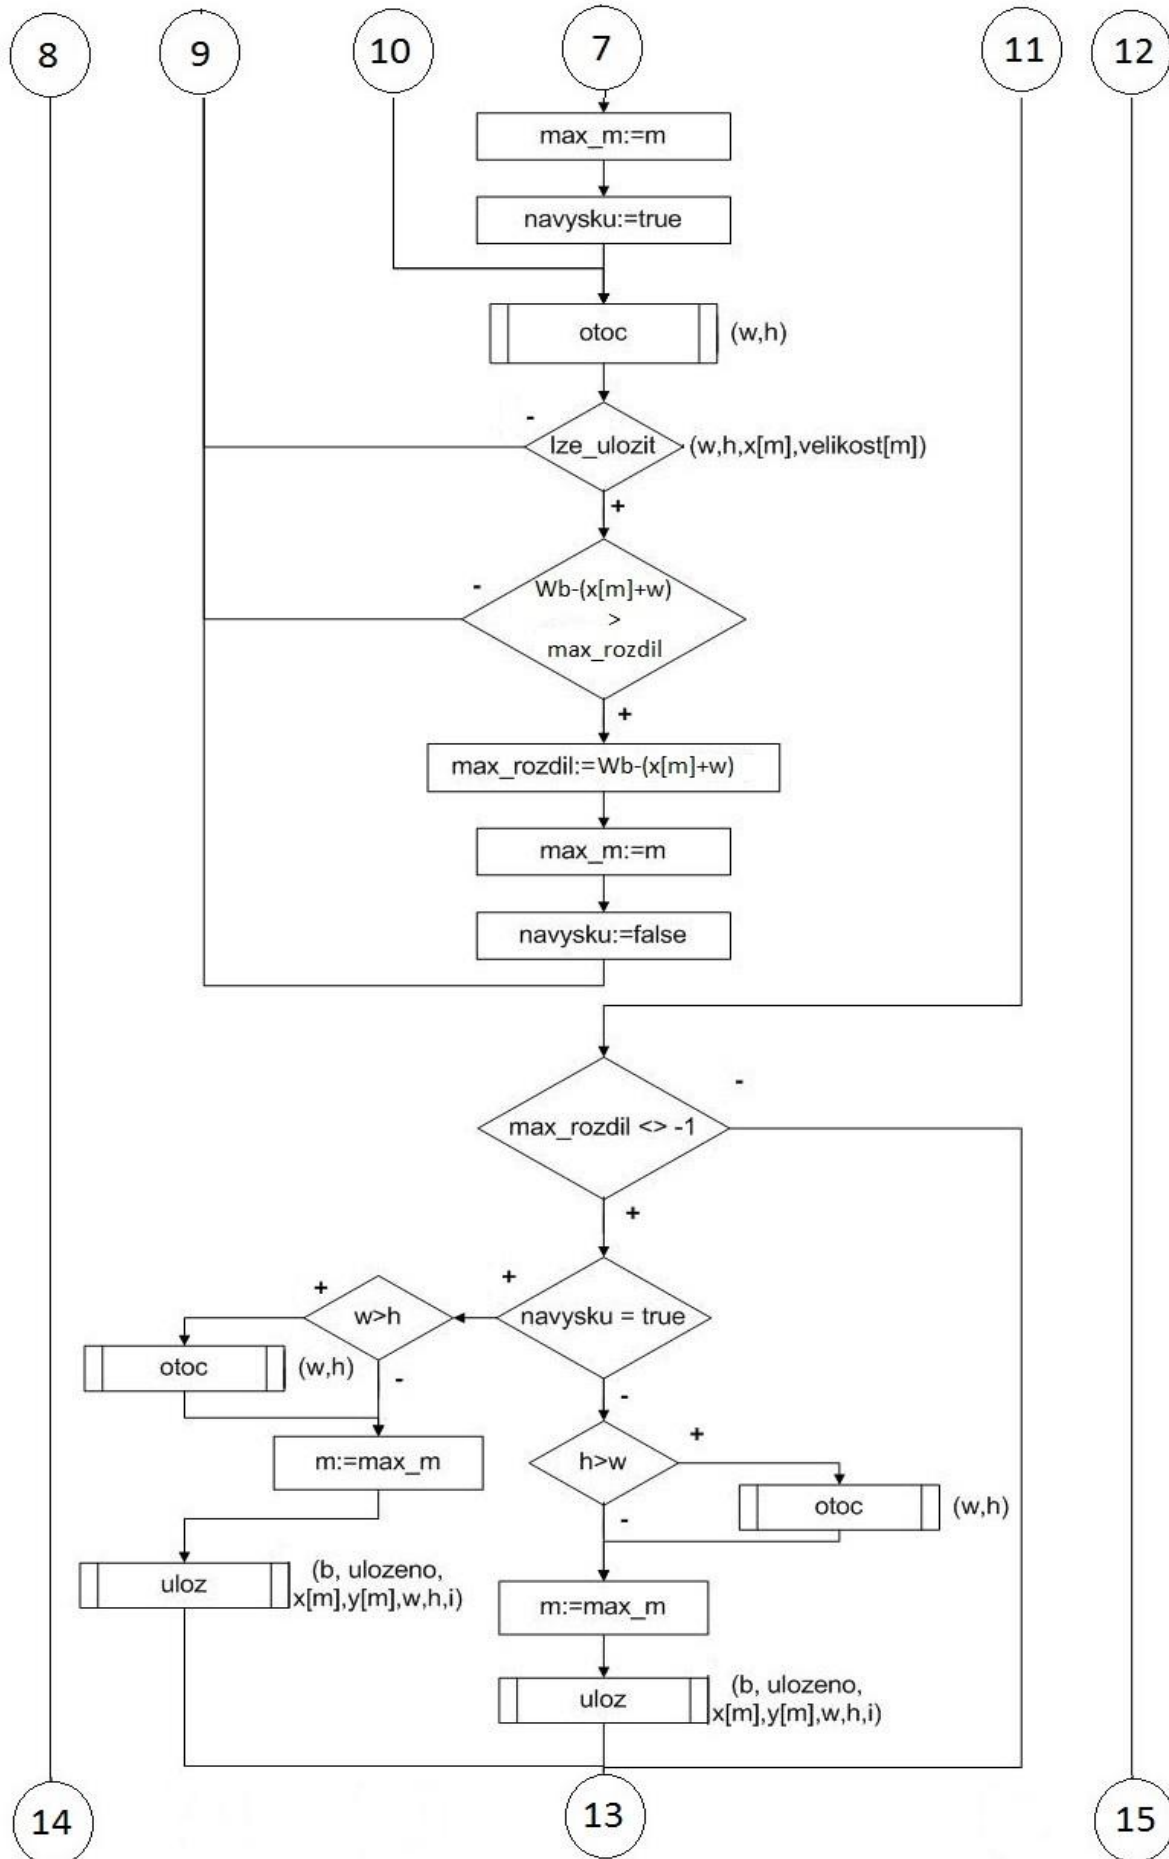 8
9
10
7
11
12
max_m:=m
navysku:=true
otoc
(w,h)
-
lze_ulozit
(w,h,x[m],velikost[m])
+
-
Wb-(x[m]+w)
>
max_rozdil
+
max_rozdil:=Wb-(x[m]+w)
max_m:=m
navysku:=false
-
max_rozdil <> -1
+
+
w>h
+
navysku = true
otoc
(w,h)
-
-
m:=max_m
h>w
+
otoc
(w,h)
-
uloz
(b, ulozeno,
x[m],y[m],w,h,i)
m:=max_m
uloz
(b, ulozeno,
x[m],y[m],w,h,i)
14
13
15